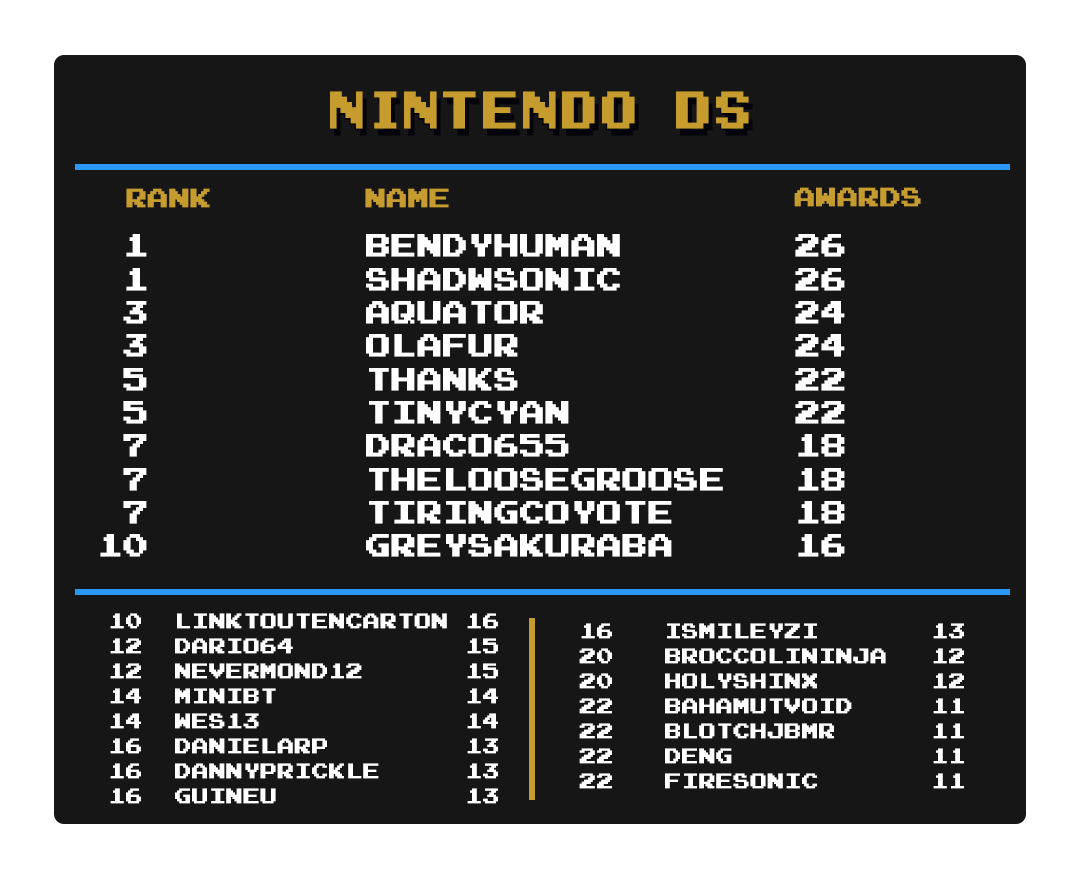 NINTENDO DS
RANK NAME AWARDS
1 BENDYHUMAN 26
1 SHADWSONIC 26
3 AQUATOR 24
3 OLAFUR 24
5 THANKS 22
5 TINYCYAN 22
7 DRACO655 18
7 THELOOSEGROOSE 18
7 TIRINGCOYOTE 18
10 GREYSAKURABA 16
10 LINKTOUTENCARTON 16
12 DARIO64 15
12 NEVERMOND12 15
14 MINIBT 14
14 WES13 14
16 DANIELARP 13
16 DANNYPRICKLE 13
16 GUINEU 13
16 ISMILEYZI 13
20 BROCCOLININJA 12
20 HOLYSHINX 12
22 BAHAMUTVOID 11
22 BLOTCHJBMR 11
22 DENG 11
22 FIRESONIC 11